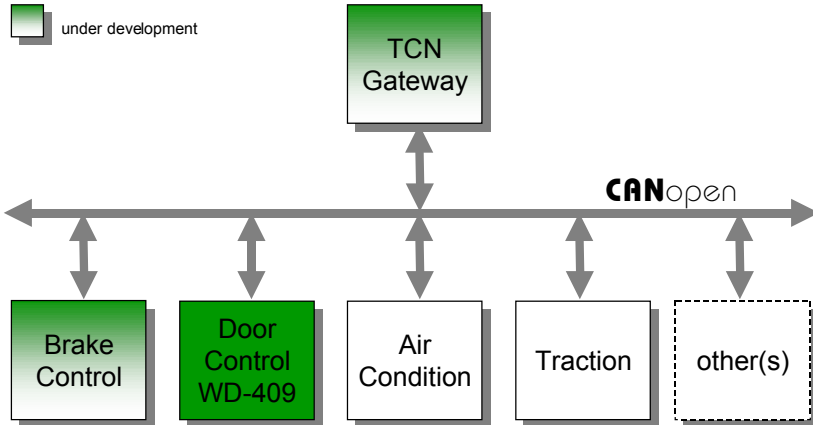 under development
TCN
Gateway
CANopen
Brake
Control
Door
Control
WD-409
Air
Condition
Traction
other(s)